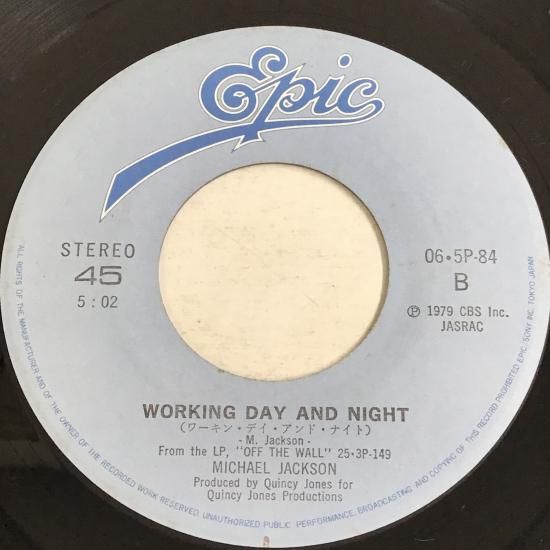 Epic
STEREO
45
5:02
06・5P-84
B
Ⓟ 1979 CBS Inc.
JASRAC
WORKING DAY AND NIGHT
(ワーキン・デイ・アンド・ナイト)
- M. Jackson -
From the LP, "OFF THE WALL" 25・3P-149
MICHAEL JACKSON
Produced by Quincy Jones for
Quincy Jones Productions
ALL RIGHTS OF THE MANUFACTURER AND OF THE OWNER OF THE RECORDED WORK RESERVED. UNAUTHORIZED PUBLIC PERFORMANCE, BROADCASTING AND COPYING OF THIS RECORD PROHIBITED EPIC/SONY INC. TOKYO JAPAN